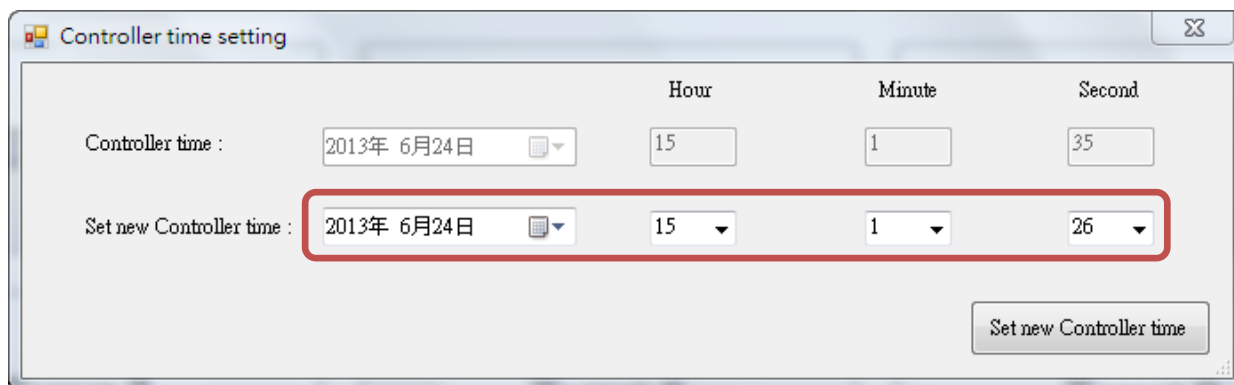 Controller time setting
Hour Minute Second
Controller time : 2013年 6月24日 15 1 35
Set new Controller time : 2013年 6月24日 15 1 26
Set new Controller time